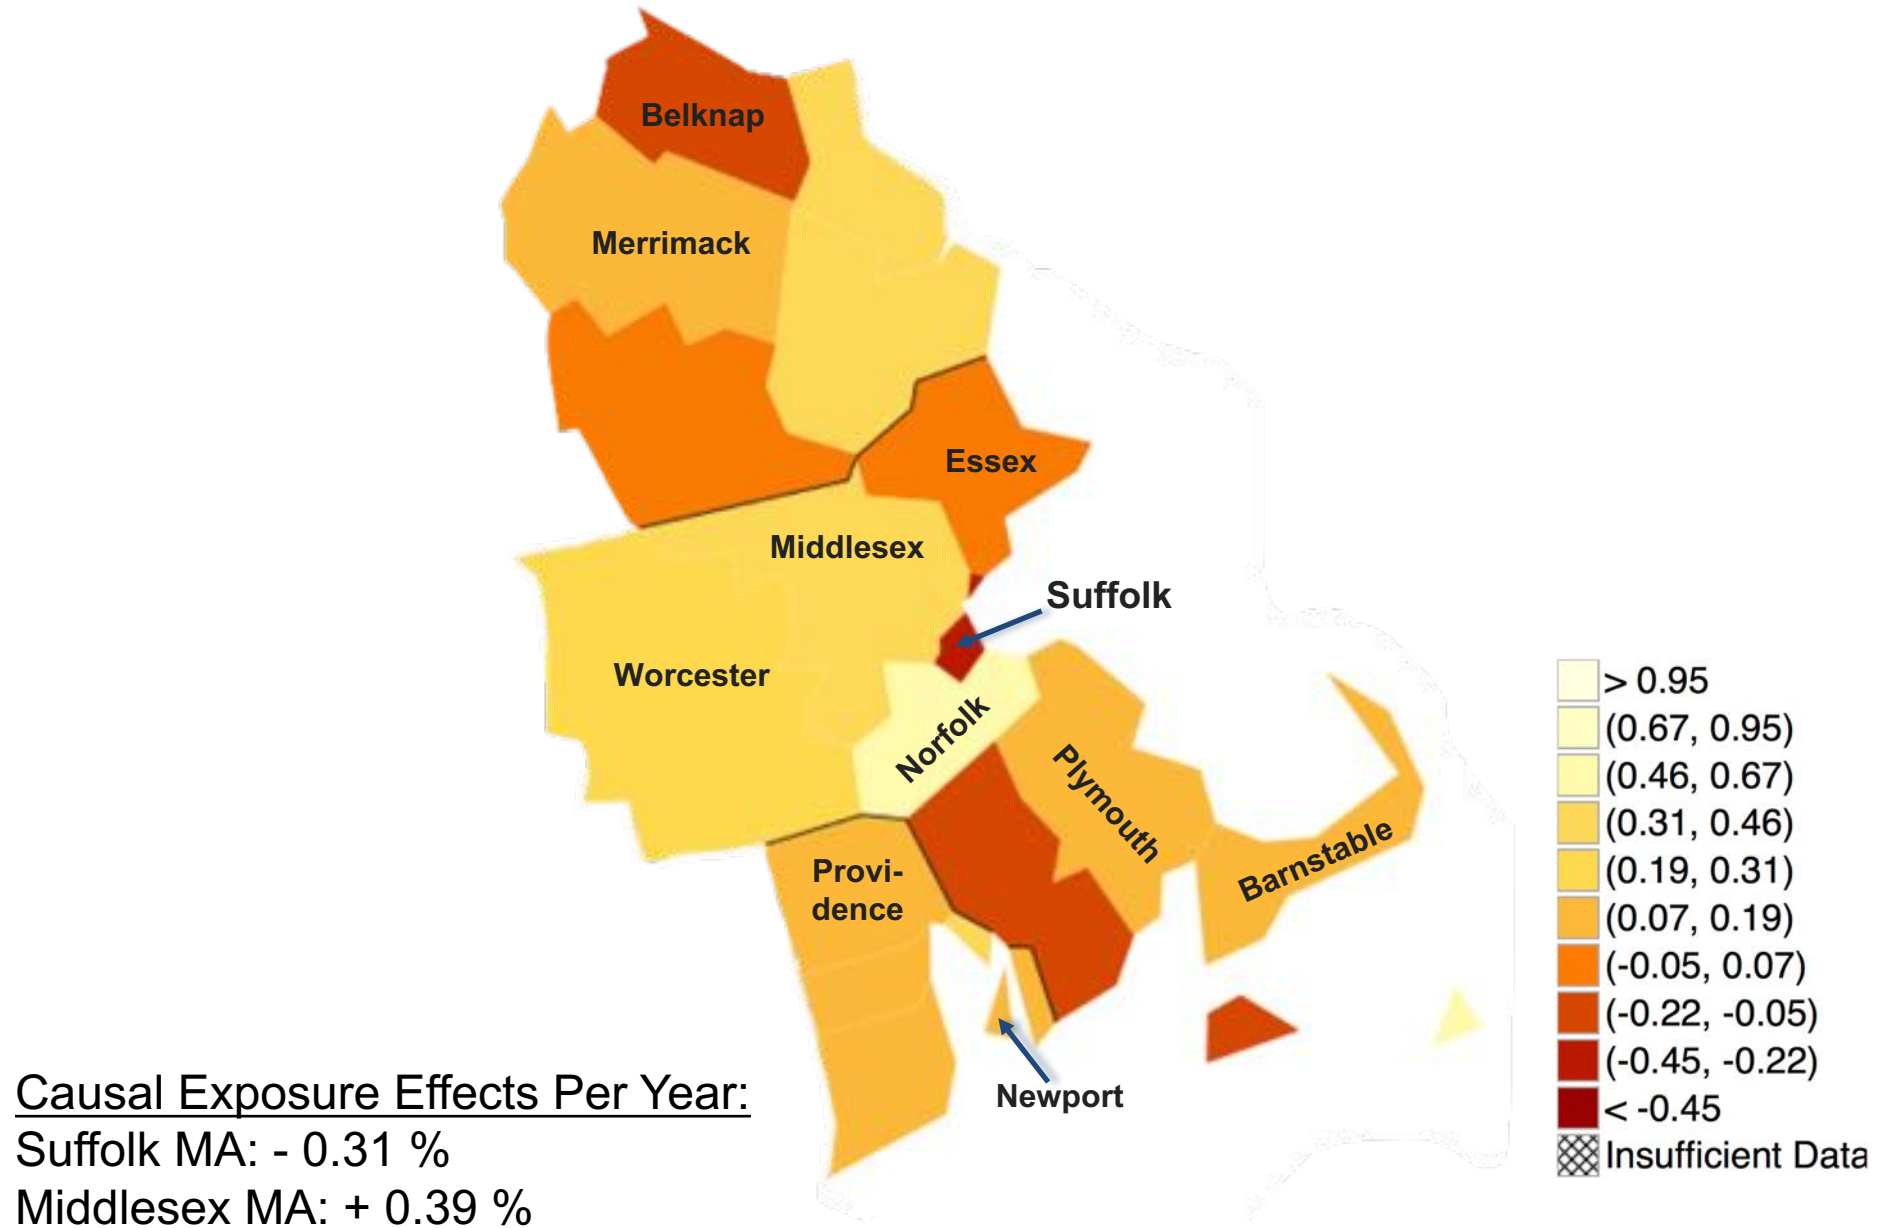 Belknap
Merrimack
Essex
Middlesex
Suffolk
Worcester
Norfolk
Plymouth
Barnstable
Provi-
dence
Newport
> 0.95
(0.67, 0.95)
(0.46, 0.67)
(0.31, 0.46)
(0.19, 0.31)
(0.07, 0.19)
(-0.05, 0.07)
(-0.22, -0.05)
(-0.45, -0.22)
< -0.45
Insufficient Data
Causal Exposure Effects Per Year:
Suffolk MA: - 0.31 %
Middlesex MA: + 0.39 %